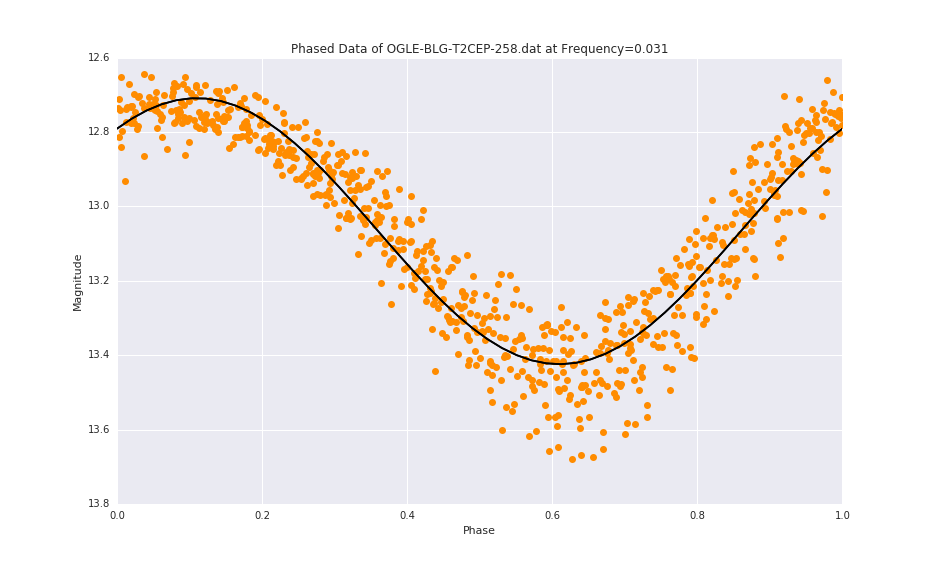 Phased Data of OGLE-BLG-T2CEP-258.dat at Frequency=0.031
12.6
12.8
13.0
13.2
13.4
13.6
13.8
Magnitude
0.0 0.2 0.4 0.6 0.8 1.0
Phase